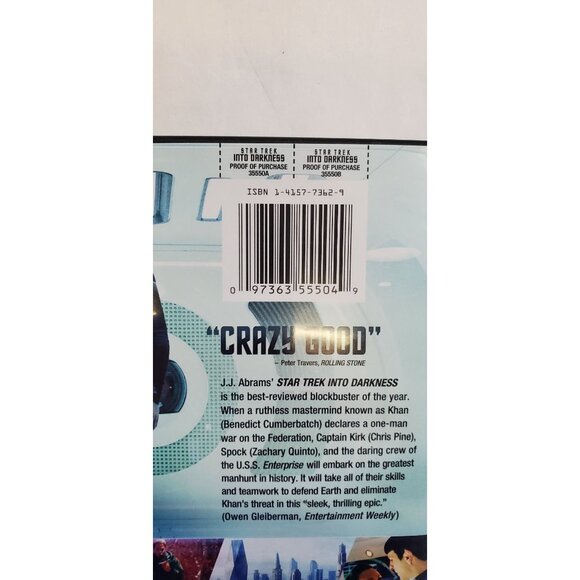 STAR TREK
INTO DARKNESS
PROOF OF PURCHASE
35550A
STAR TREK
INTO DARKNESS
PROOF OF PURCHASE
35550B
ISBN 1-4157-7362-9
0 97363 55504 9
“CRAZY GOOD”
– Peter Travers, ROLLING STONE
J.J. Abrams’ STAR TREK INTO DARKNESS
is the best-reviewed blockbuster of the year.
When a ruthless mastermind known as Khan
(Benedict Cumberbatch) declares a one-man
war on the Federation, Captain Kirk (Chris Pine),
Spock (Zachary Quinto), and the daring crew of
the U.S.S. Enterprise will embark on the greatest
manhunt in history. It will take all of their skills
and teamwork to defend Earth and eliminate
Khan’s threat in this “sleek, thrilling epic.”
(Owen Gleiberman, Entertainment Weekly)